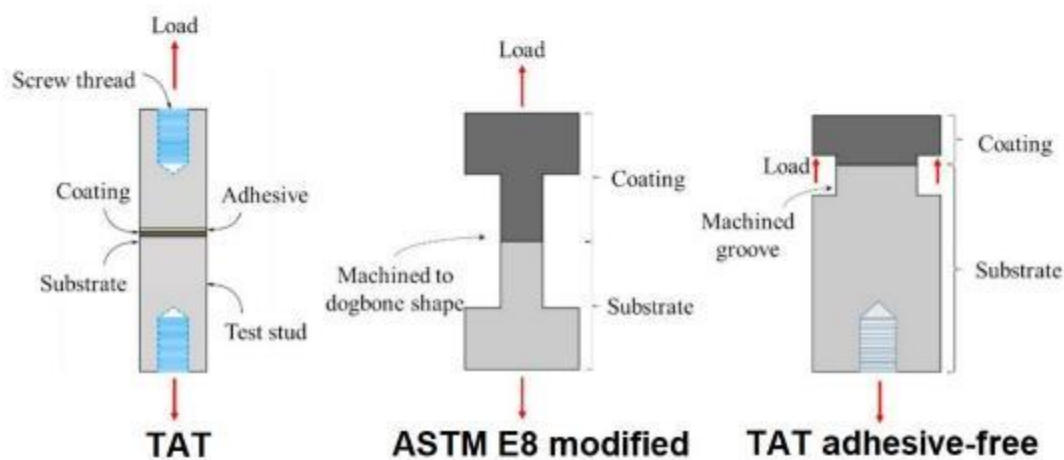 Load
Screw thread
Coating
Adhesive
Substrate
Test stud
TAT
Load
Coating
Machined to
dogbone shape
Substrate
ASTM E8 modified
Coating
Load
Machined
groove
Substrate
TAT adhesive-free